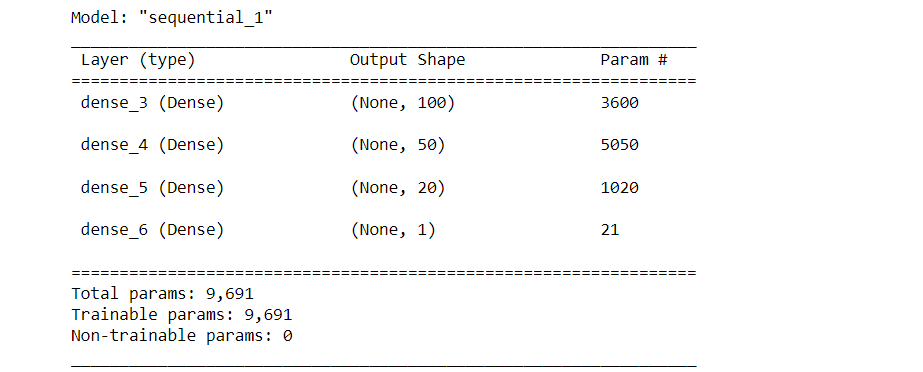 Model: "sequential_1"
Layer (type) Output Shape Param #
dense_3 (Dense) (None, 100) 3600
dense_4 (Dense) (None, 50) 5050
dense_5 (Dense) (None, 20) 1020
dense_6 (Dense) (None, 1) 21
Total params: 9,691
Trainable params: 9,691
Non-trainable params: 0